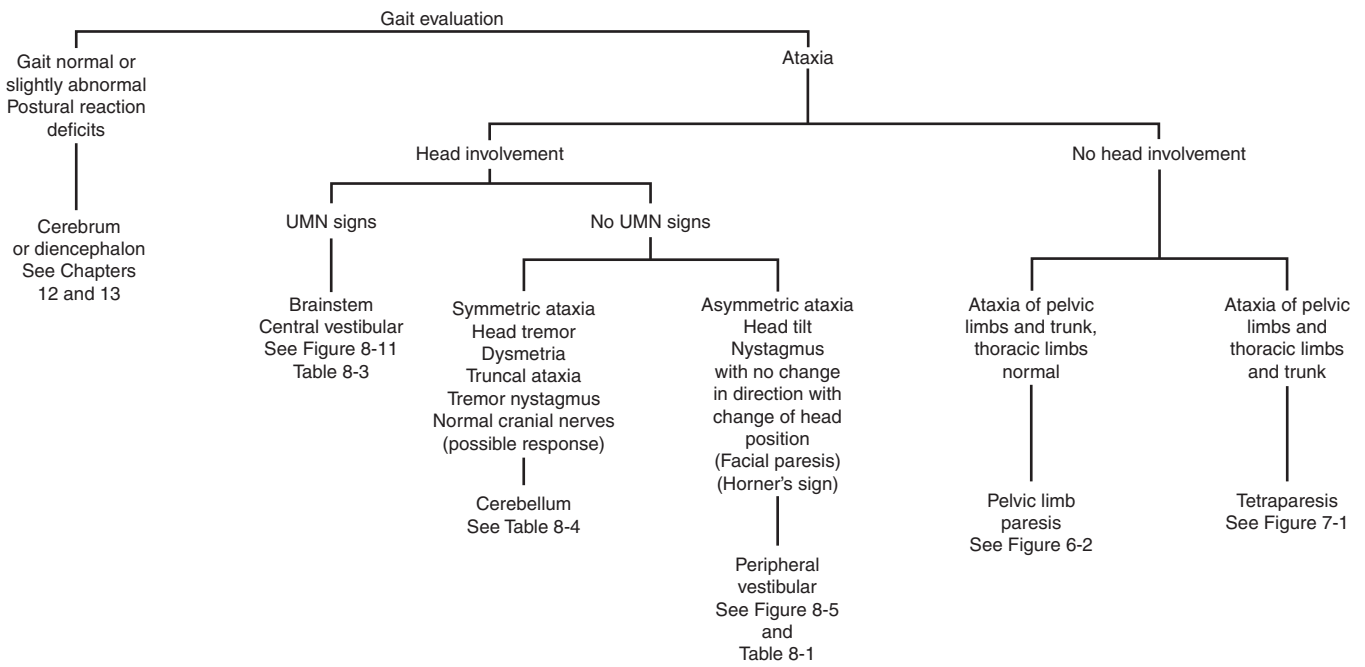 Gait evaluation
Gait normal or
slightly abnormal
Postural reaction
deficits
Cerebrum
or diencephalon
See Chapters
12 and 13
Ataxia
Head involvement
UMN signs
Brainstem
Central vestibular
See Figure 8-11
Table 8-3
No UMN signs
Symmetric ataxia
Head tremor
Dysmetria
Truncal ataxia
Tremor nystagmus
Normal cranial nerves
(possible response)
Cerebellum
See Table 8-4
Asymmetric ataxia
Head tilt
Nystagmus
with no change
in direction with
change of head
position
(Facial paresis)
(Horner's sign)
Peripheral
vestibular
See Figure 8-5
and
Table 8-1
No head involvement
Ataxia of pelvic
limbs and trunk,
thoracic limbs
normal
Pelvic limb
paresis
See Figure 6-2
Ataxia of pelvic
limbs and
thoracic limbs
and trunk
Tetraparesis
See Figure 7-1